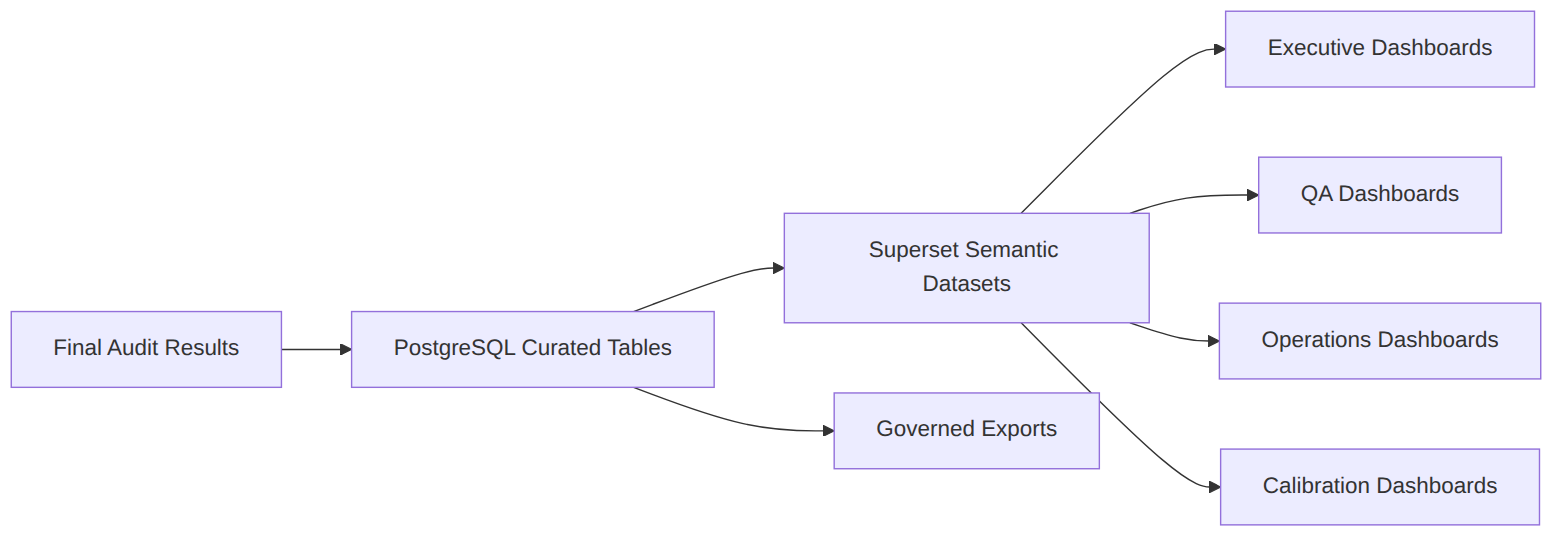 Final Audit Results
PostgreSQL Curated Tables
Superset Semantic
Datasets
Governed Exports
Executive Dashboards
QA Dashboards
Operations Dashboards
Calibration Dashboards